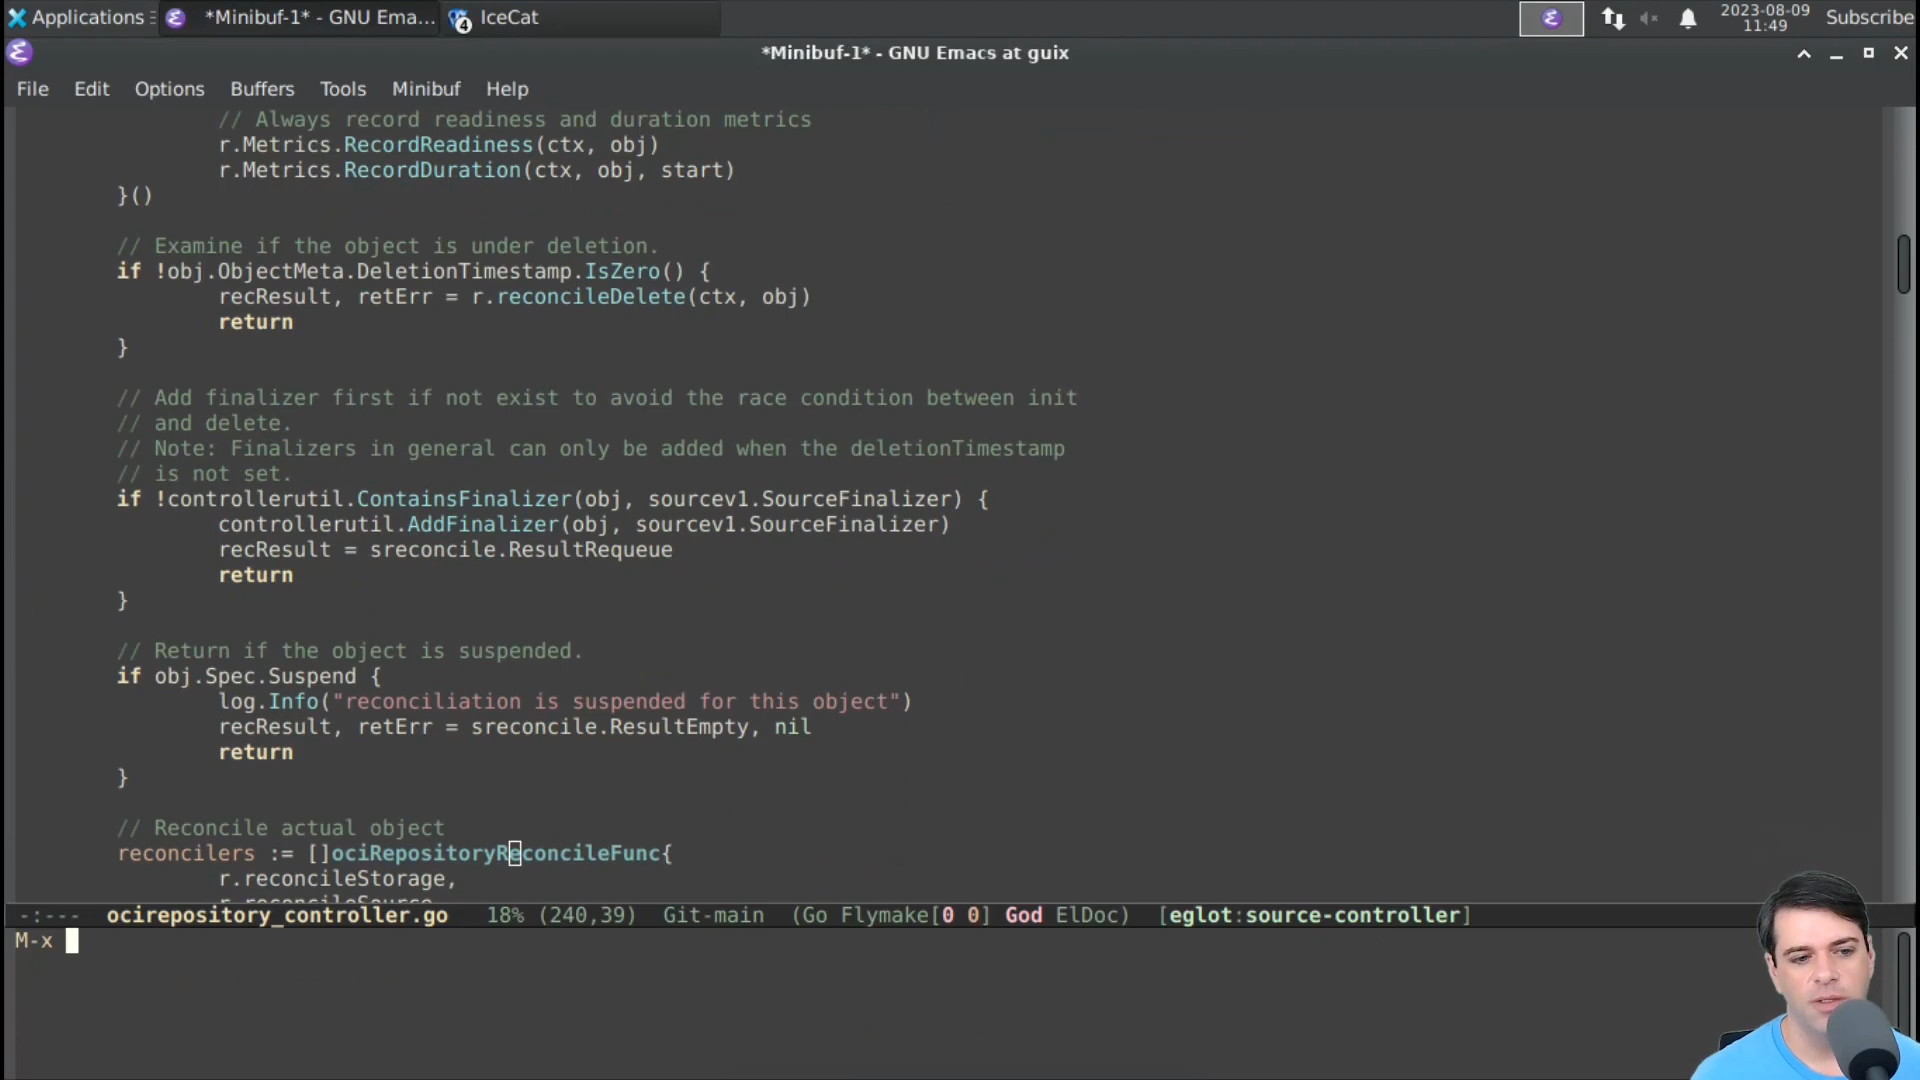 Applications
*Minibuf-1* - GNU Ema...
4
IceCat
2023-08-09
11:49
Subscribe
*Minibuf-1* - GNU Emacs at guix
File Edit Options Buffers Tools Minibuf Help
// Always record readiness and duration metrics
r.Metrics.RecordReadiness(ctx, obj)
r.Metrics.RecordDuration(ctx, obj, start)
}()
// Examine if the object is under deletion.
if !obj.ObjectMeta.DeletionTimestamp.IsZero() {
recResult, retErr = r.reconcileDelete(ctx, obj)
return
}
// Add finalizer first if not exist to avoid the race condition between init
// and delete.
// Note: Finalizers in general can only be added when the deletionTimestamp
// is not set.
if !controllerutil.ContainsFinalizer(obj, sourcev1.SourceFinalizer) {
controllerutil.AddFinalizer(obj, sourcev1.SourceFinalizer)
recResult = sreconcile.ResultRequeue
return
}
// Return if the object is suspended.
if obj.Spec.Suspend {
log.Info("reconciliation is suspended for this object")
recResult, retErr = sreconcile.ResultEmpty, nil
return
}
// Reconcile actual object
reconcilers := []ociRepositoryReconcileFunc{
r.reconcileStorage,
r.reconcileSource,
-:--- ocirepository_controller.go 18% (240,39) Git-main (Go Flymake[0 0] God ElDoc) [eglot:source-controller]
M-x